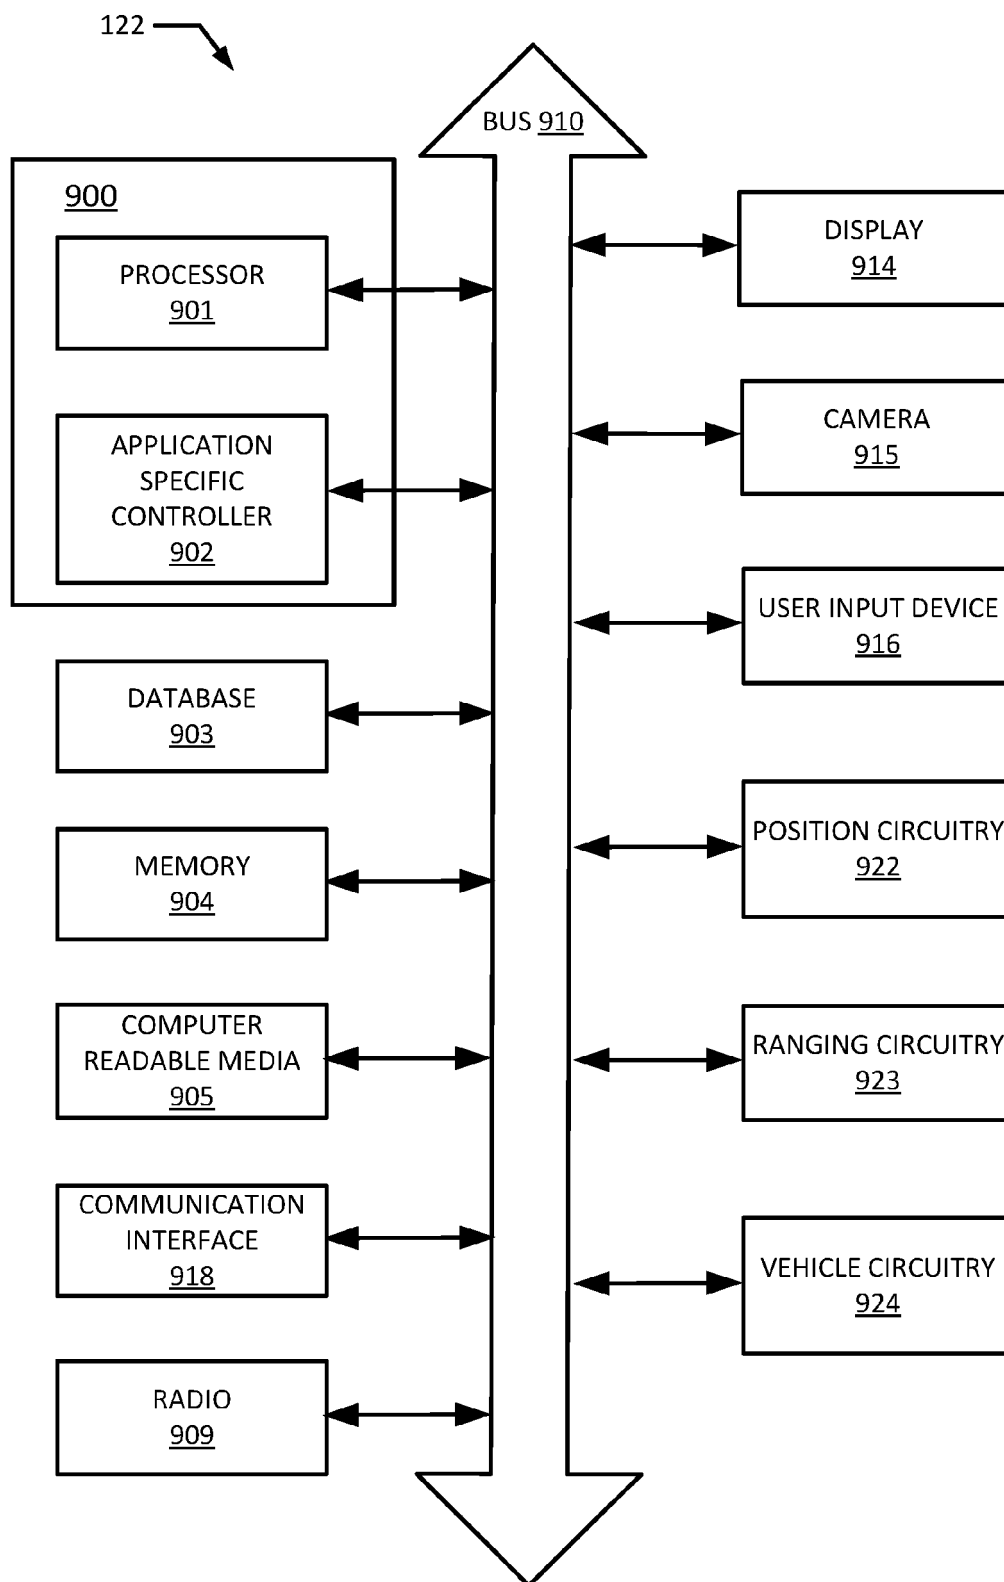 122
BUS 910
900
PROCESSOR
901
APPLICATION
SPECIFIC
CONTROLLER
902
DATABASE
903
MEMORY
904
COMPUTER
READABLE MEDIA
905
COMMUNICATION
INTERFACE
918
RADIO
909
DISPLAY
914
CAMERA
915
USER INPUT DEVICE
916
POSITION CIRCUITRY
922
RANGING CIRCUITRY
923
VEHICLE CIRCUITRY
924